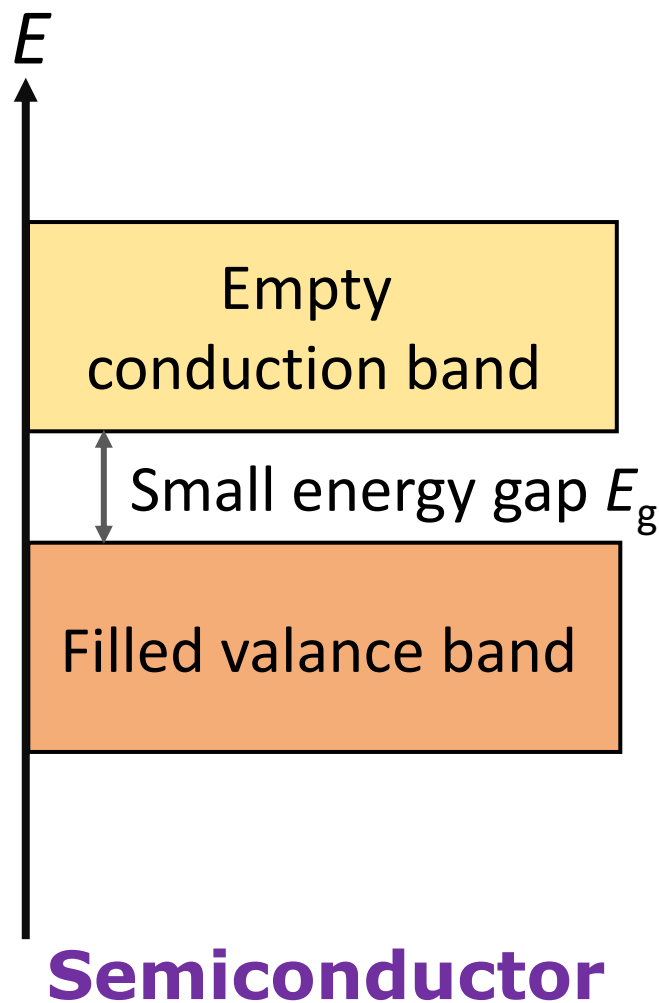 E
Empty
conduction band
Small energy gap Eg
Filled valance band
Semiconductor